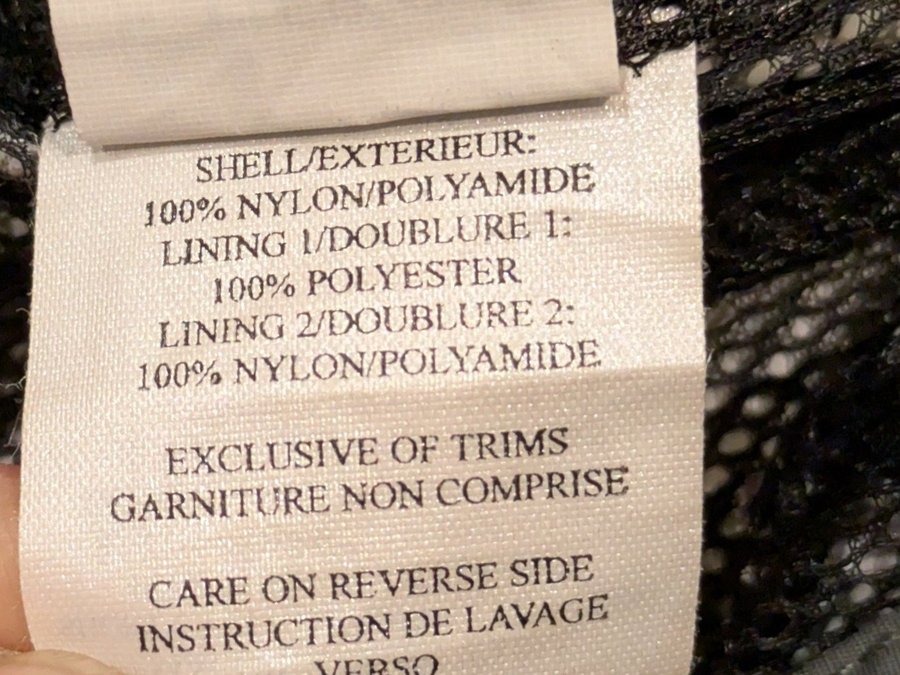 SHELL/EXTERIEUR:
100% NYLON/POLYAMIDE
LINING 1/DOUBLURE 1:
100% POLYESTER
LINING 2/DOUBLURE 2:
100% NYLON/POLYAMIDE
EXCLUSIVE OF TRIMS
GARNITURE NON COMPRISE
CARE ON REVERSE SIDE
INSTRUCTION DE LAVAGE
VERSO